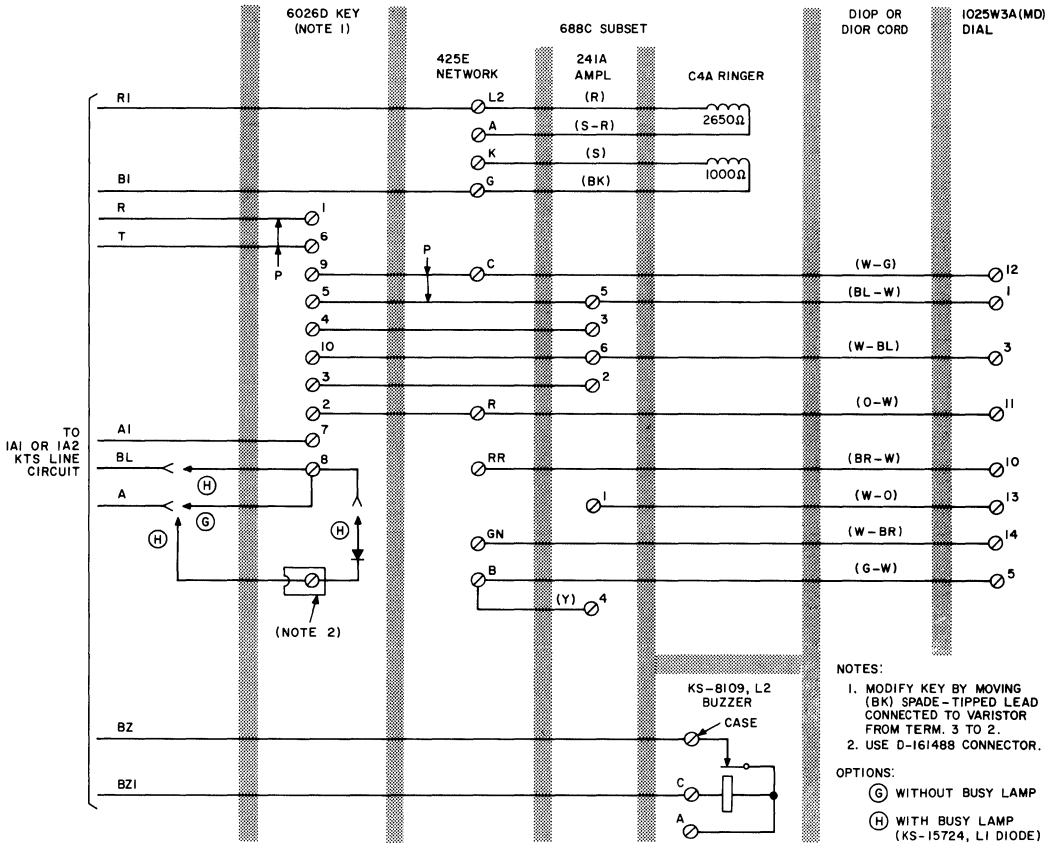 6026D KEY
(NOTE 1)
688C SUBSET
DIOP OR
DIOR CORD
1025W3A(MD)
DIAL
425E
NETWORK
241A
AMPL
C4A RINGER
R1
L2
(R)
2650Ω
A
(S-R)
K
(S)
1000Ω
B1
G
(BK)
R
1
T
6
P
P
9
C
(W-G)
12
5
5
(BL-W)
1
4
3
10
6
(W-BL)
3
3
2
2
R
(O-W)
11
TO
1A1 OR 1A2
KTS LINE
CIRCUIT
A1
7
BL
8
H
RR
(BR-W)
10
A
G
H
H
1
(W-O)
13
GN
(W-BR)
14
B
(G-W)
5
(Y)
4
(NOTE 2)
KS-8109, L2
BUZZER
CASE
BZ
BZ1
C
A
NOTES:
1. MODIFY KEY BY MOVING
(BK) SPADE-TIPPED LEAD
CONNECTED TO VARISTOR
FROM TERM. 3 TO 2.
2. USE D-161488 CONNECTOR.
OPTIONS:
G WITHOUT BUSY LAMP
H WITH BUSY LAMP
(KS-15724, L1 DIODE)